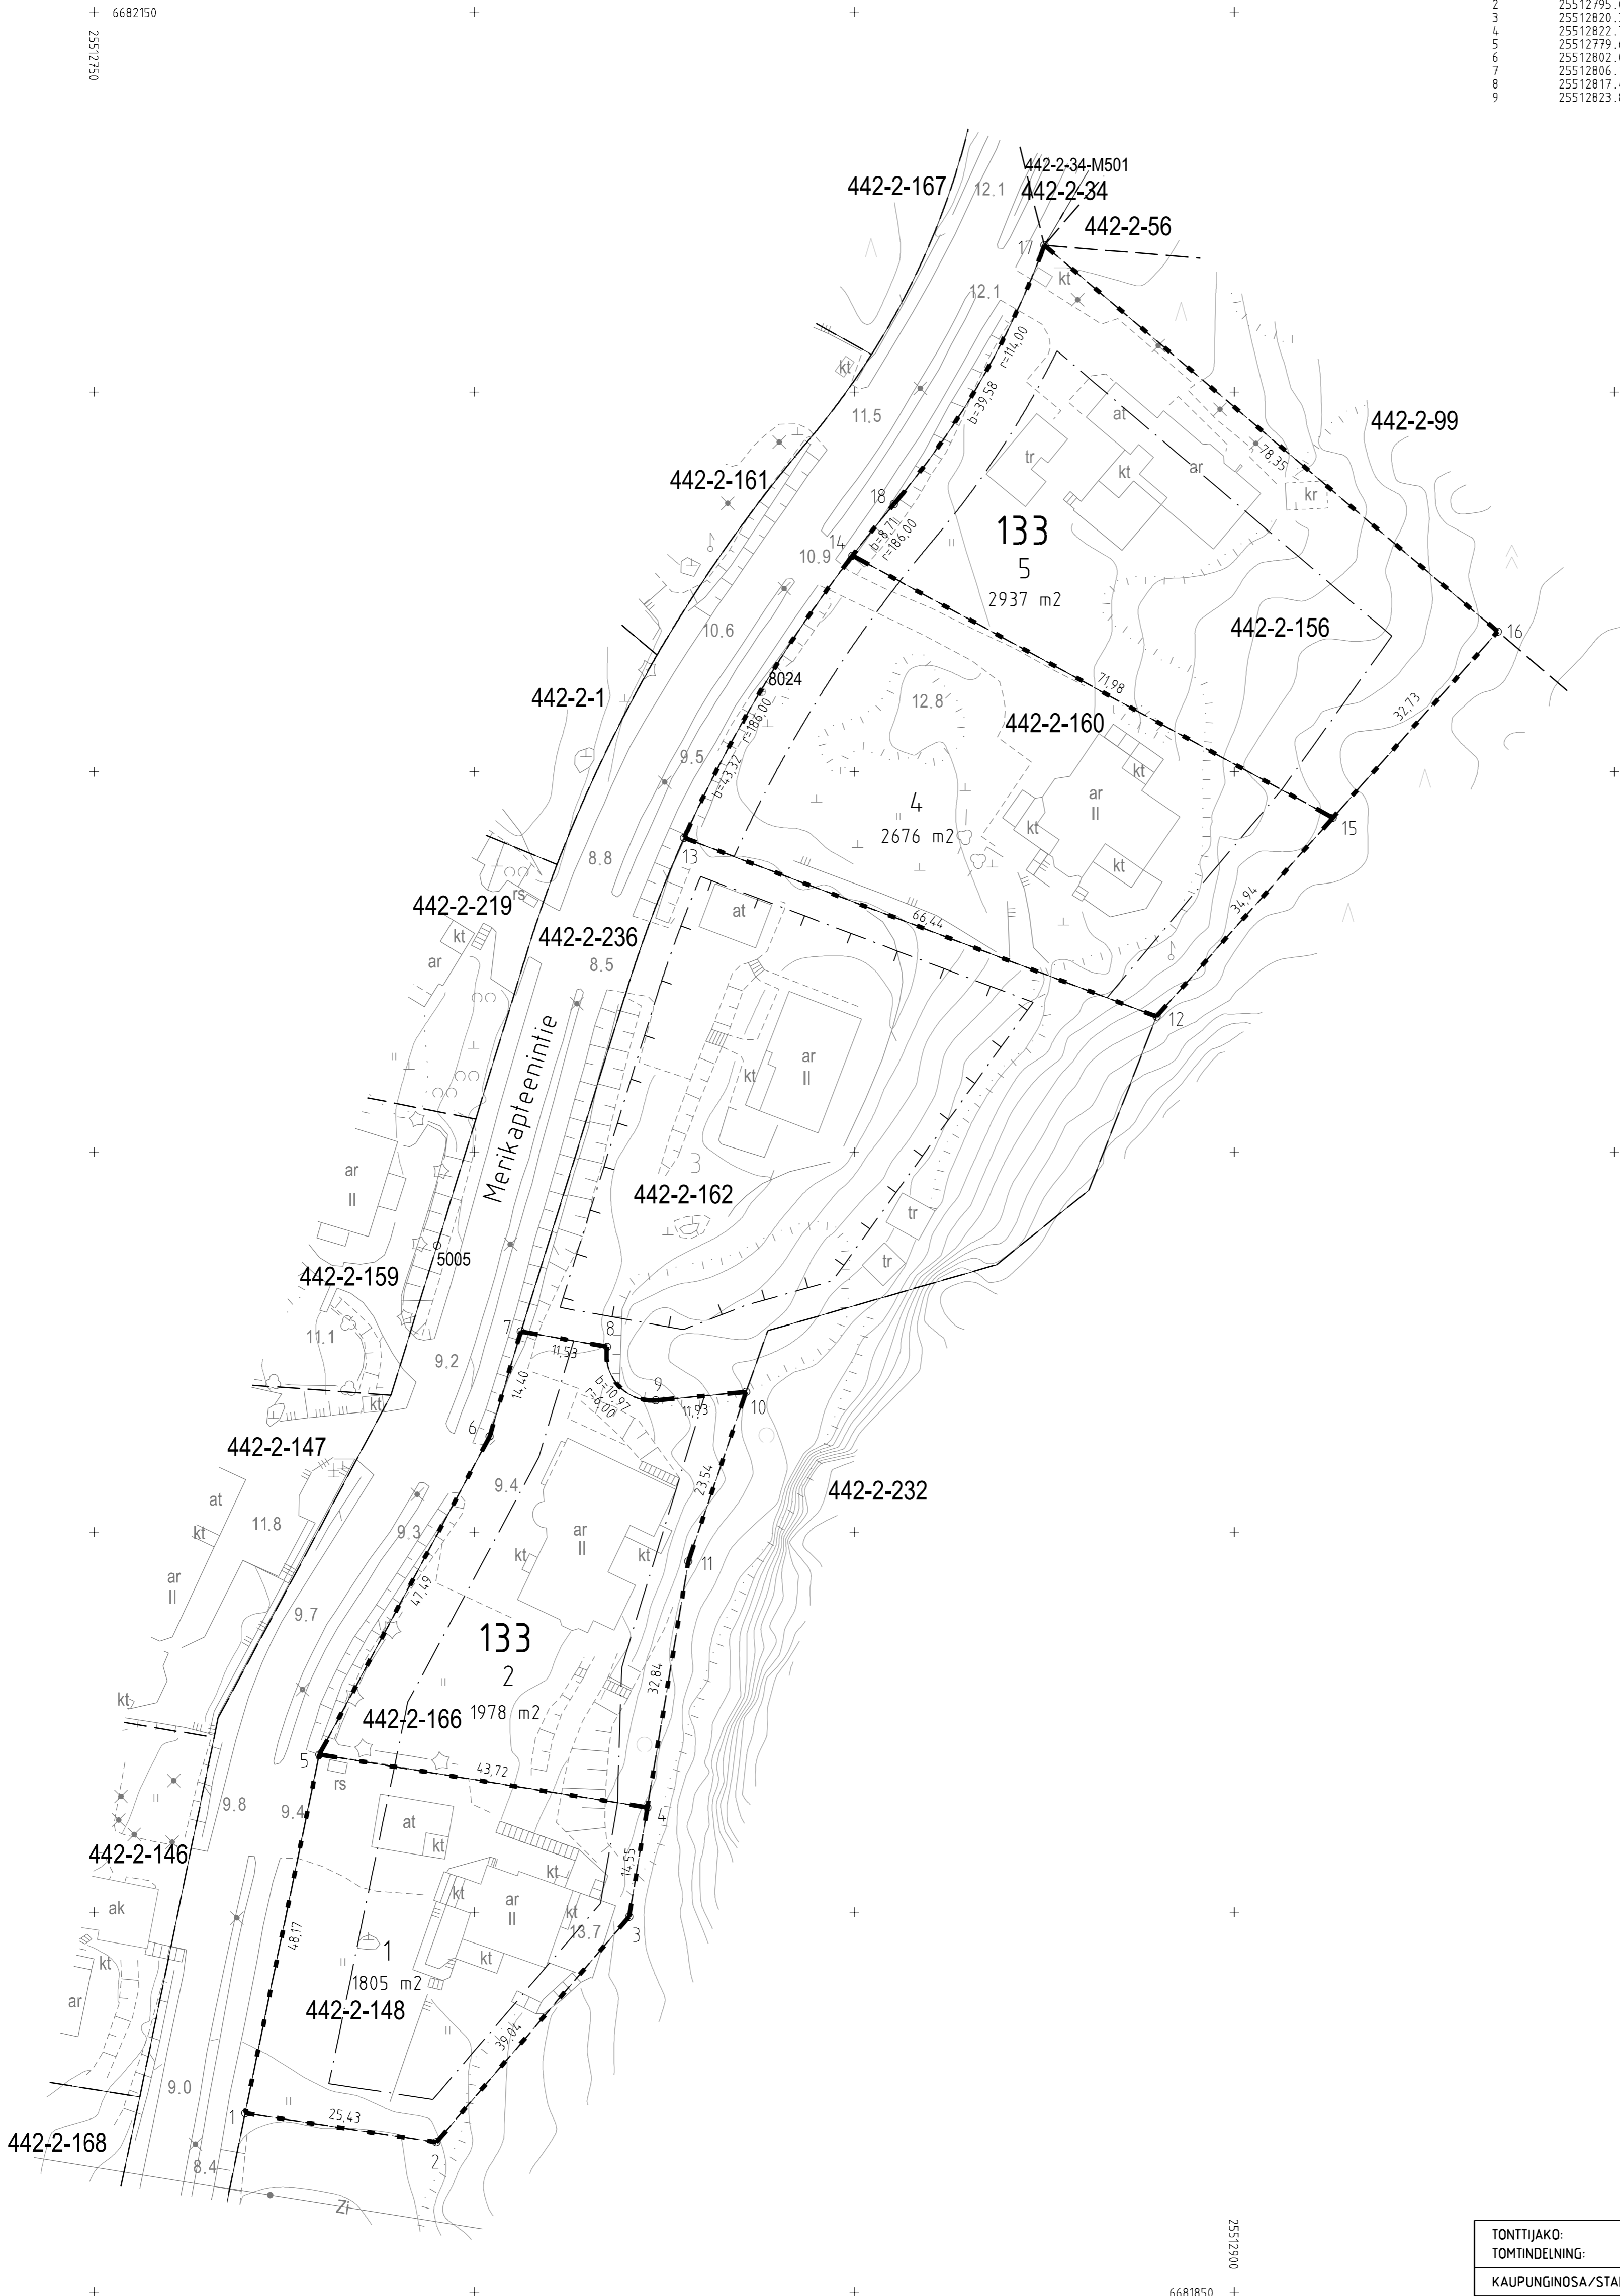 6682150
25512750
2 25512795.
3 25512820.
4 25512822.
5 25512779.
6 25512802.
7 25512806.
8 25512817.
9 25512823.
442-2-34-M501
442-2-167
12.1
442-2-34
442-2-56
17
kt
12.1
r=114,00
kt
11.5
b=39,58
at
442-2-99
tr
78,35
442-2-161
kt
ar
kr
18
133
b=8,71
r=186,00
14
10.9
5
2937 m2
10.6
442-2-156
16
8024
71,98
442-2-1
12.8
442-2-160
32,73
r=186,00
9.5
b=43,32
kt
ar
II
4
2676 m2
kt
15
13
8.8
kt
rs
442-2-219
at
66,44
34,94
kt
442-2-236
8.5
ar
12
Merikapteenintie
ar
II
kt
3
ar
II
442-2-162
tr
5005
tr
442-2-159
11.1
7
8
11,53
9.2
14,40
b=10,97
r=6,00
9
11,93
10
kt
6
442-2-147
9.4
23,54
442-2-232
at
kt
11.8
9.3
ar
II
kt
kt
11
ar
II
47,49
9.7
133
2
32,84
kt
442-2-166
1978 m2
5
43,72
rs
9.8
9.4
at
4
kt
442-2-146
14,55
kt
kt
ar
II
ak
kt
13.7
3
48,17
kt
1
kt
1805 m2
ar
442-2-148
39,04
9.0
1
25,43
442-2-168
2
8.4
Zi
25512900
6681850
TONTTIJAKO:
TOMTINDELNING:
KAUPUNGINOSA/STA